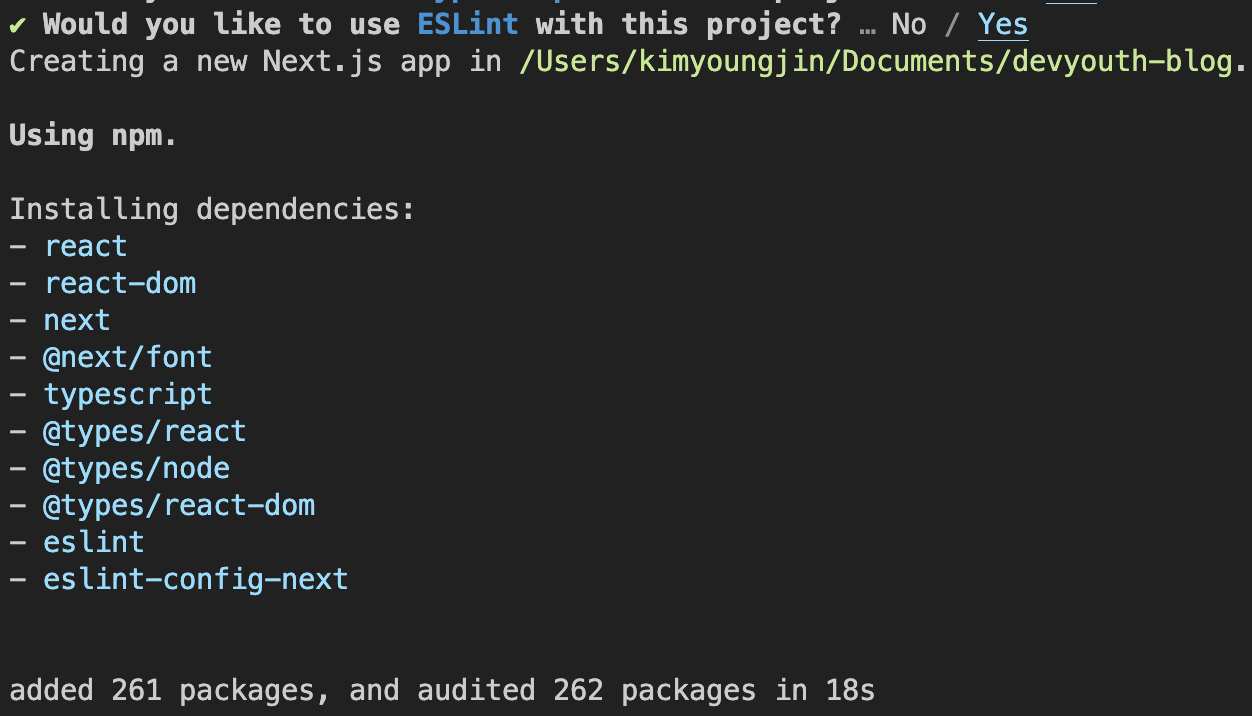 ✔ Would you like to use ESLint with this project? … No / Yes
Creating a new Next.js app in /Users/kimyoungjin/Documents/devyouth-blog.
Using npm.
Installing dependencies:
- react
- react-dom
- next
- @next/font
- typescript
- @types/react
- @types/node
- @types/react-dom
- eslint
- eslint-config-next
added 261 packages, and audited 262 packages in 18s